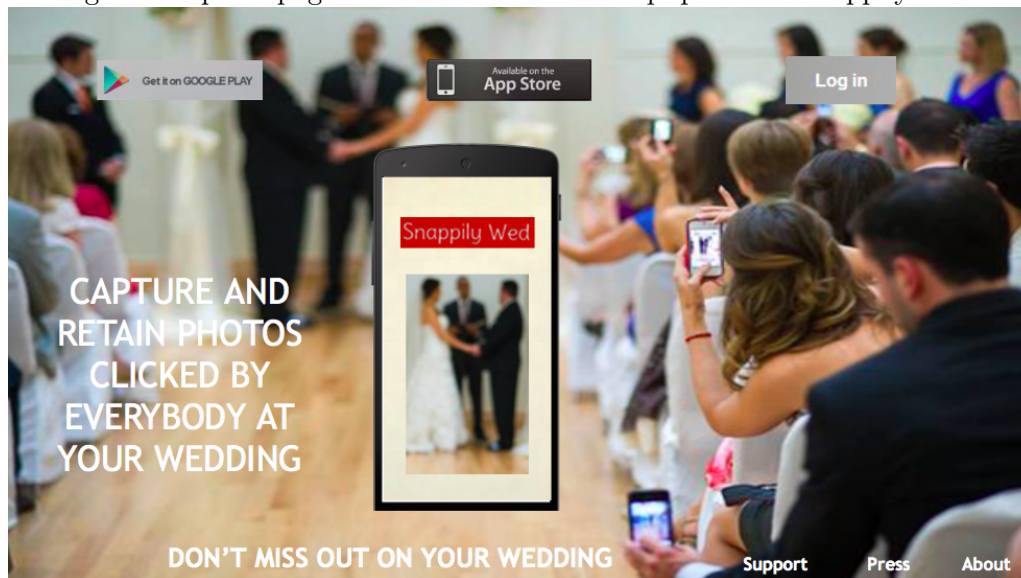 Get it on GOOGLE PLAY
Available on the
App Store
Log in
Snappily Wed
CAPTURE AND
RETAIN PHOTOS
CLICKED BY
EVERYBODY AT
YOUR WEDDING
DON'T MISS OUT ON YOUR WEDDING
Support
Press
About